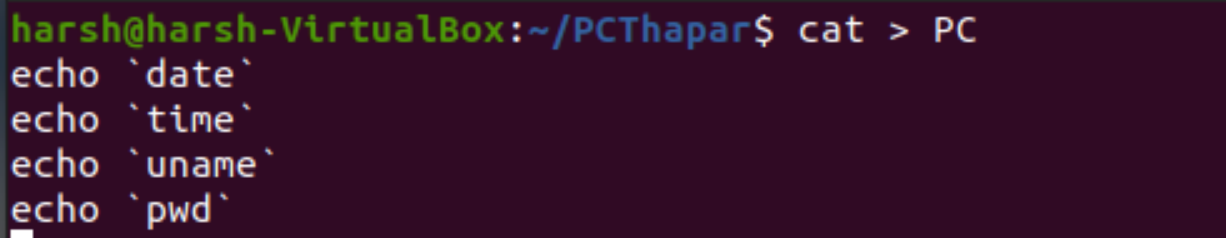 harsh@harsh-VirtualBox:~/PCThapar$ cat > PC
echo `date`
echo `time`
echo `uname`
echo `pwd`